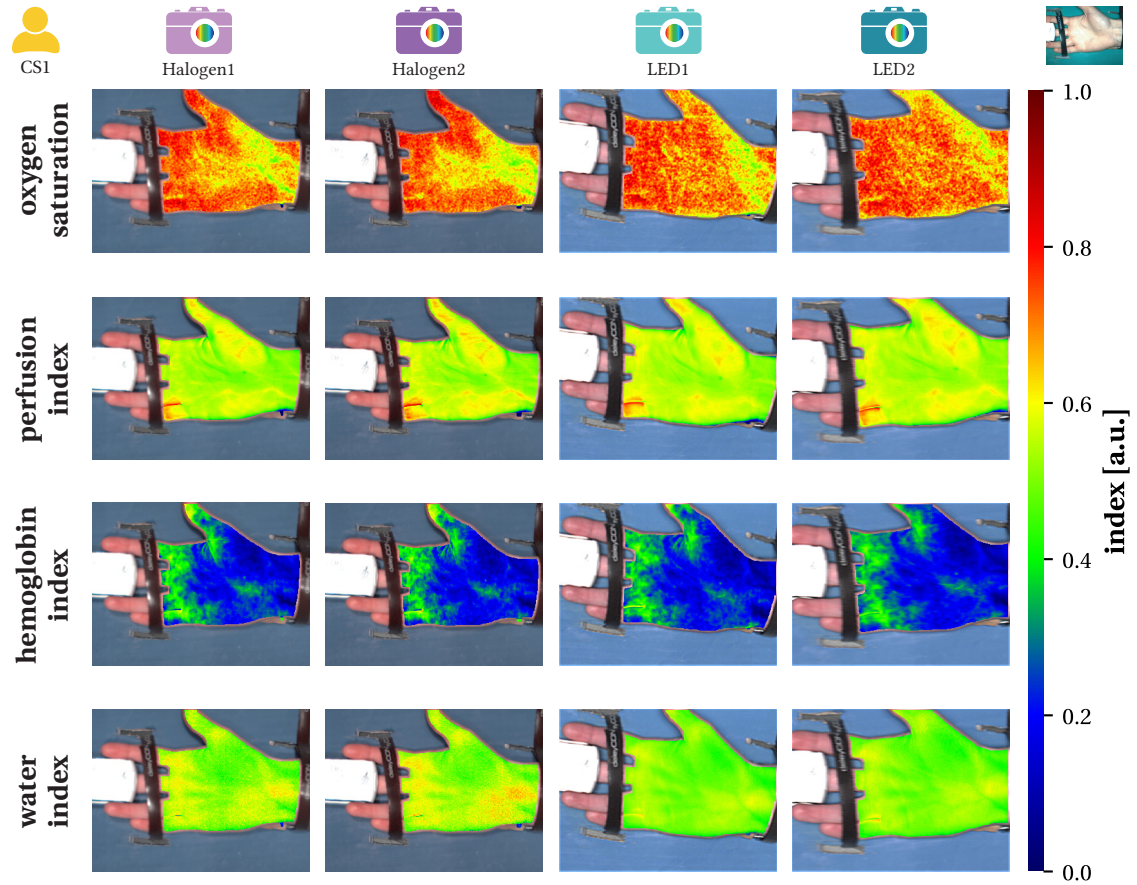 CS1
Halogen1
Halogen2
LED1
LED2
oxygen
saturation
perfusion
index
hemoglobin
index
water
index
1.0
0.8
0.6
0.4
0.2
0.0
index [a.u.]